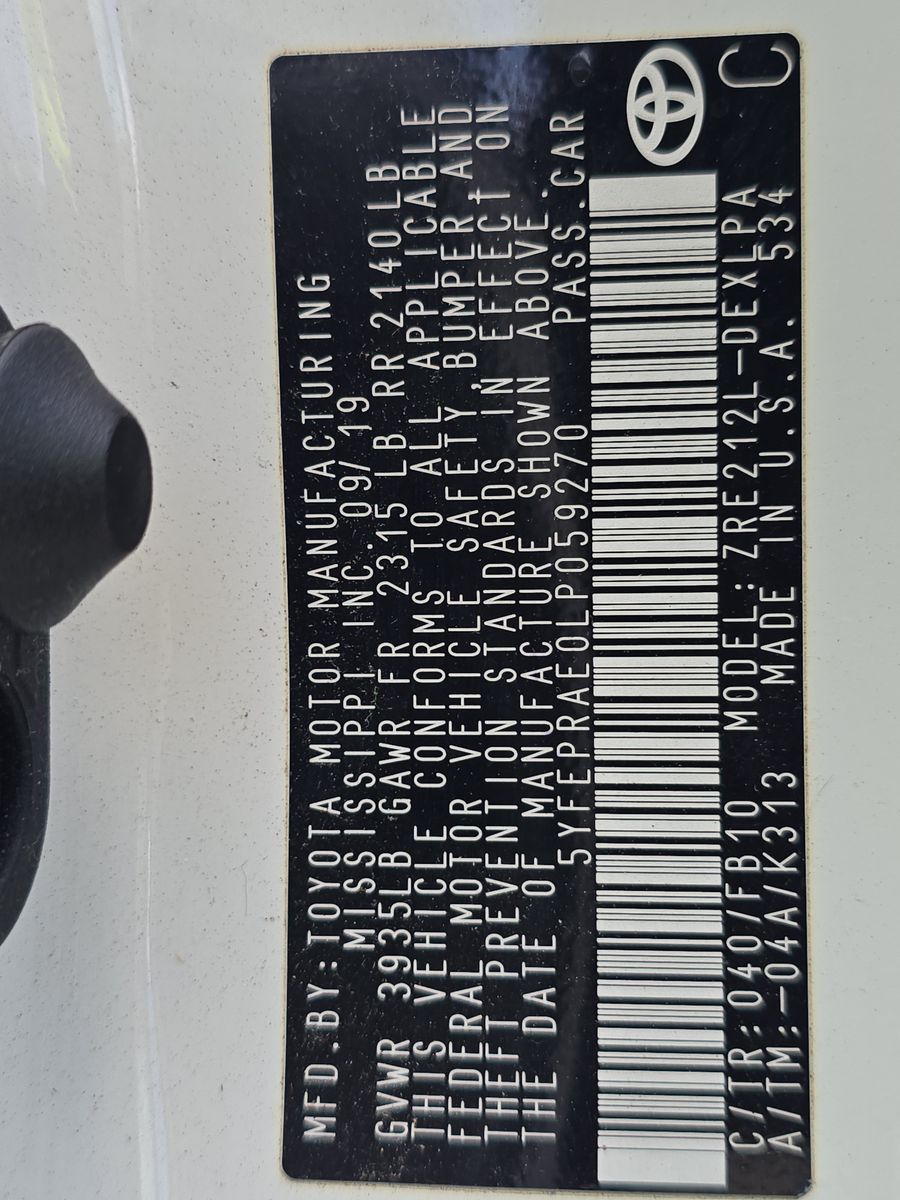 MFD.BY:TOYOTA MOTOR MANUFACTURING
MISSISSIPPI INC. 09/19
GVWR 3935LB GAWR FR 2315 LB RR 2140LB
THIS VEHICLE CONFORMS TO ALL APPLICABLE
FEDERAL MOTOR VEHICLE SAFETY, BUMPER AND
THEFT PREVENTION STANDARDS IN EFFECT ON
THE DATE OF MANUFACTURE SHOWN ABOVE.
5YFEPRAE0LP059270 PASS.CAR
C/TR:040/FB10 MODEL:ZRE212L-DEXLPA
A/TM:-04A/K313 MADE IN U.S.A. 534
C